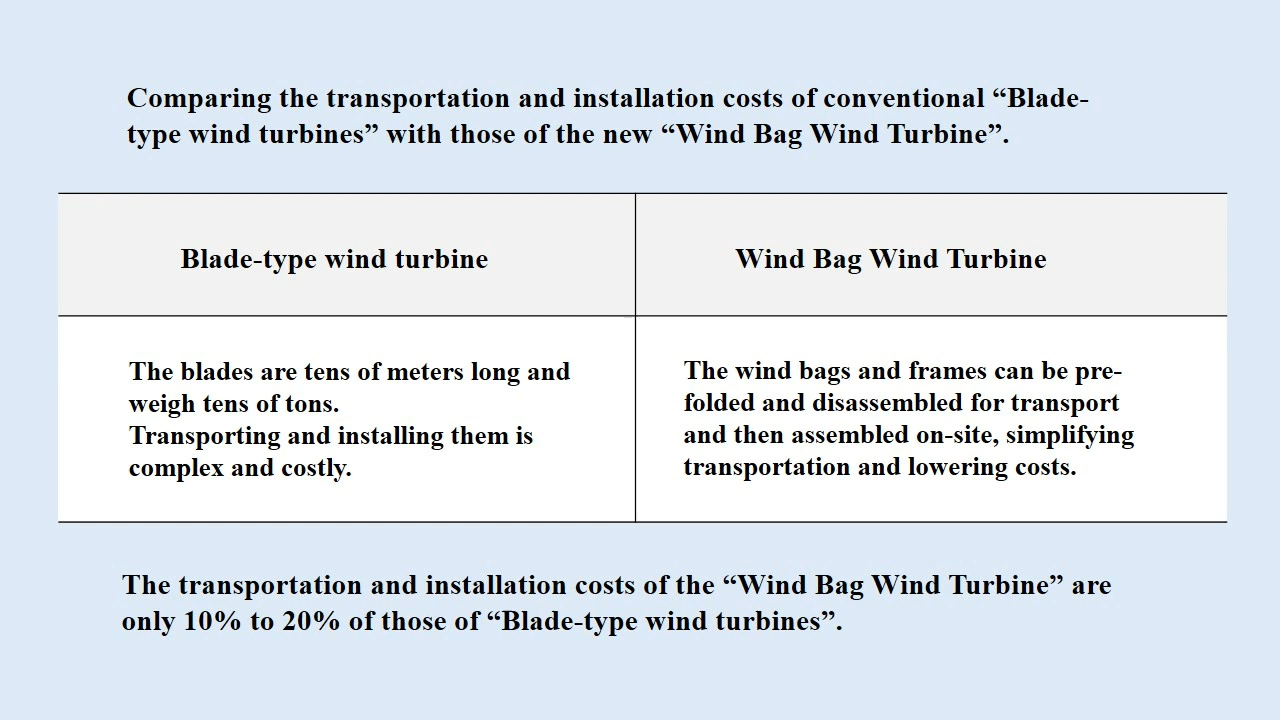 Comparing the transportation and installation costs of conventional “Blade-
type wind turbines” with those of the new “Wind Bag Wind Turbine”.
Blade-type wind turbine
Wind Bag Wind Turbine
The blades are tens of meters long and
weigh tens of tons.
Transporting and installing them is
complex and costly.
The wind bags and frames can be pre-
folded and disassembled for transport
and then assembled on-site, simplifying
transportation and lowering costs.
The transportation and installation costs of the “Wind Bag Wind Turbine” are
only 10% to 20% of those of “Blade-type wind turbines”.